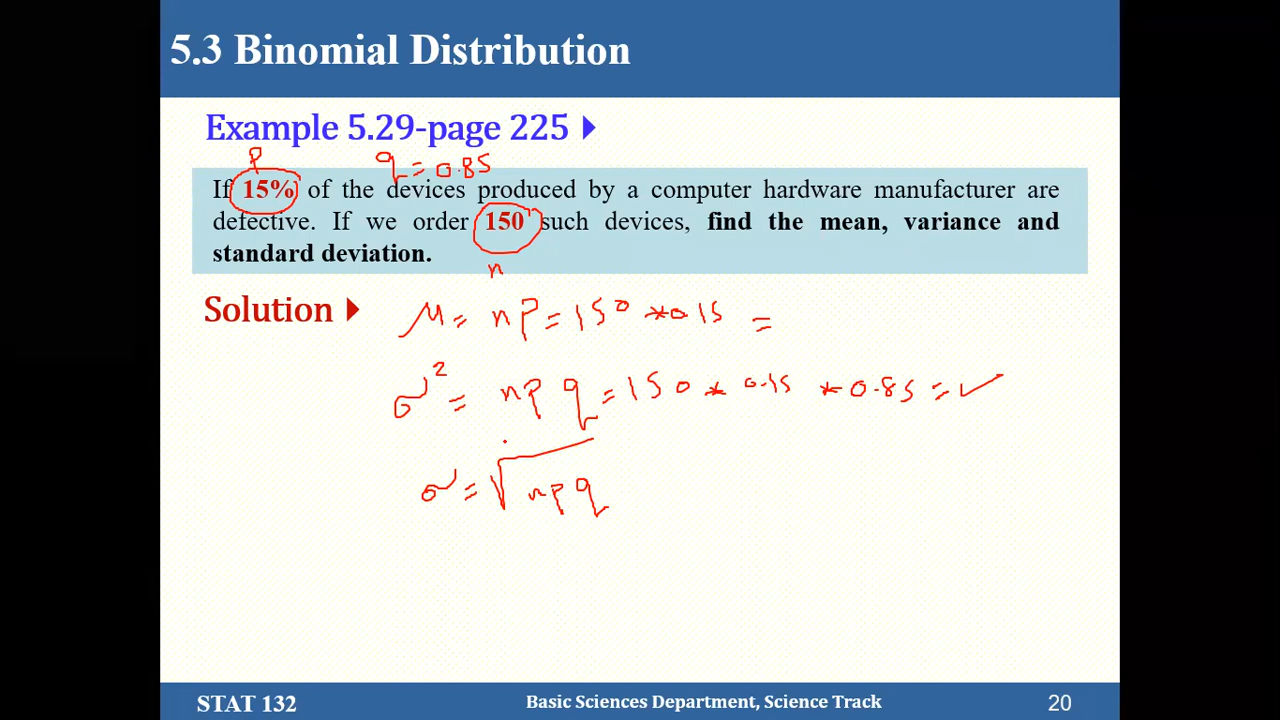 5.3 Binomial Distribution
Example 5.29-page 225
p
q = 0.85
If 15% of the devices produced by a computer hardware manufacturer are
defective. If we order 150 such devices, find the mean, variance and
standard deviation.
n
Solution
μ = np = 150 * 0.15 =
σ² = npq = 150 * 0.15 * 0.85 = ✓
σ = √npq
STAT 132
Basic Sciences Department, Science Track
20